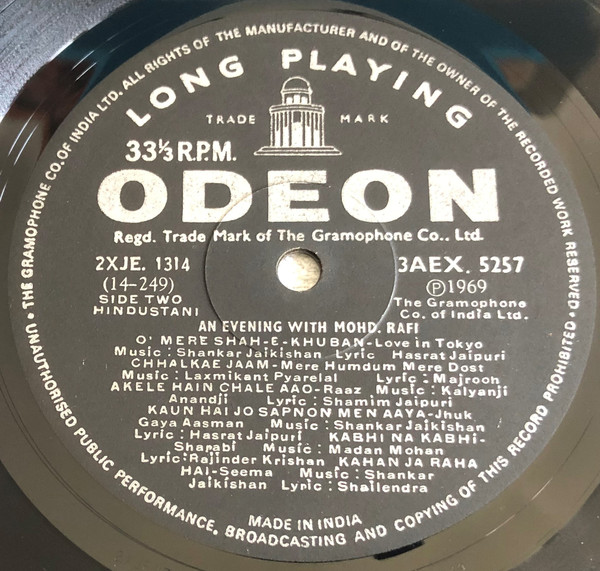 THE GRAMOPHONE CO. OF INDIA LTD. ALL RIGHTS OF THE MANUFACTURER AND OF THE OWNER OF THE RECORDED WORK RESERVED •
LONG PLAYING
TRADE MARK
33⅓ R.P.M.
ODEON
Regd. Trade Mark of The Gramophone Co., Ltd.
2XJE. 1314
3AEX. 5257
(14-249)
Ⓟ1969
SIDE TWO
The Gramophone
HINDUSTANI
Co. of India Ltd.
AN EVENING WITH MOHD. RAFI
O' MERE SHAH-E-KHUBAN-Love in Tokyo
Music : Shankar Jaikishan Lyric Hasrat Jaipuri
CHHALKAE JAAM-Mere Humdum Mere Dost
Music : Laxmikant Pyarelal Lyric : Majrooh
AKELE HAIN CHALE AAO-Raaz Music : Kalyanji
Anandji Lyric : Shamim Jaipuri
KAUN HAI JO SAPNON MEN AAYA-Jhuk
Gaya Aasman Music : Shankar Jaikishan
Lyric : Hasrat Jaipuri KABHI NA KABHI-
Sharabi Music : Madan Mohan
Lyric : Rajinder Krishan KAHAN JA RAHA
HAI-Seema Music : Shankar
Jaikishan Lyric : Shailendra
MADE IN INDIA
UNAUTHORISED PUBLIC PERFORMANCE, BROADCASTING AND COPYING OF THIS RECORD PROHIBITED •